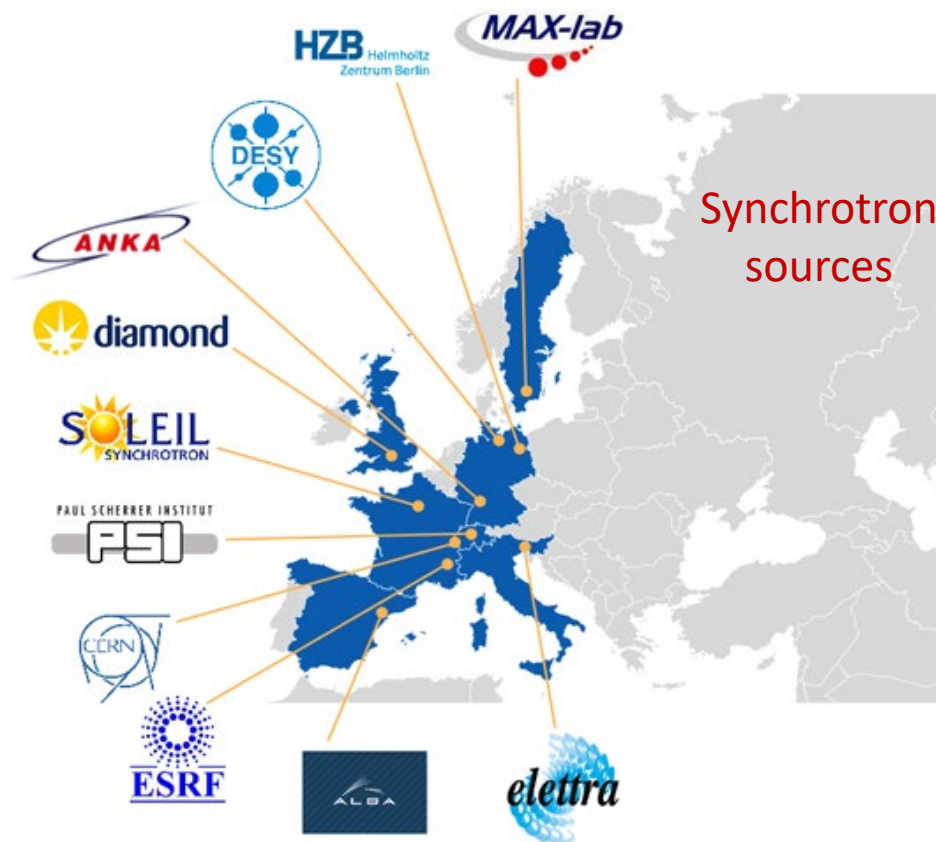 MAX-lab
HZB Helmholtz
Zentrum Berlin
DESY
Synchrotron
sources
ANKA
diamond
SOLEIL
SYNCHROTRON
PAUL SCHERRER INSTITUT
PSI
CERN
ESRF
ALBA
elettra